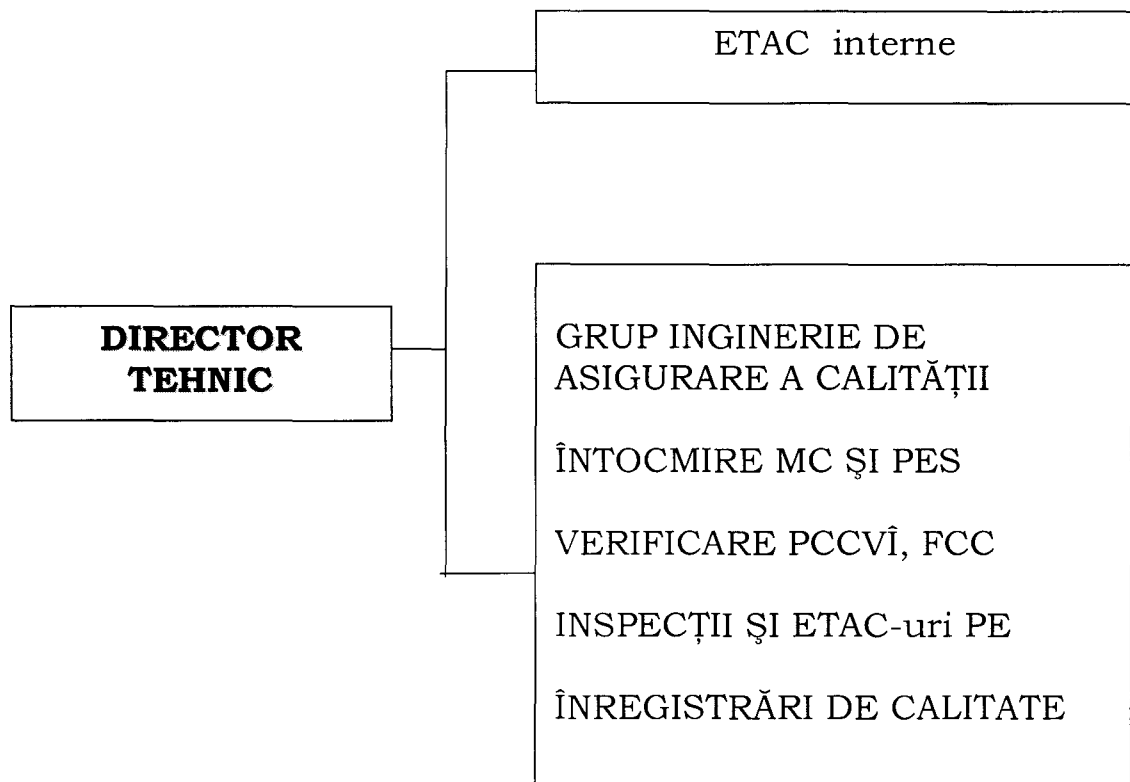 ETAC interne
DIRECTOR
TEHNIC
GRUP INGINERIE DE
ASIGURARE A CALITĂȚII
ÎNTOCMIRE MC ŞI PES
VERIFICARE PCCVÎ, FCC
INSPECȚII ŞI ETAC-uri PE
ÎNREGISTRĂRI DE CALITATE